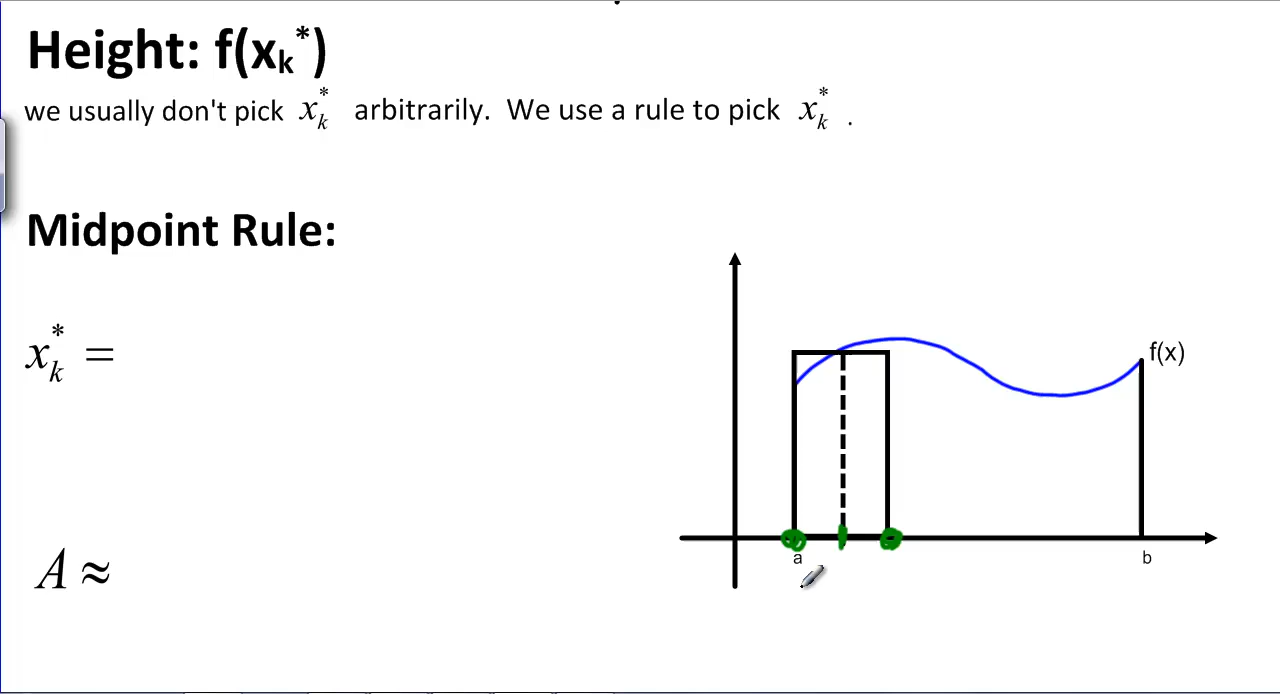 Height: f(xₖ*)
we usually don't pick xₖ* arbitrarily. We use a rule to pick xₖ* .
Midpoint Rule:
xₖ* =
f(x)
a
b
A ≈